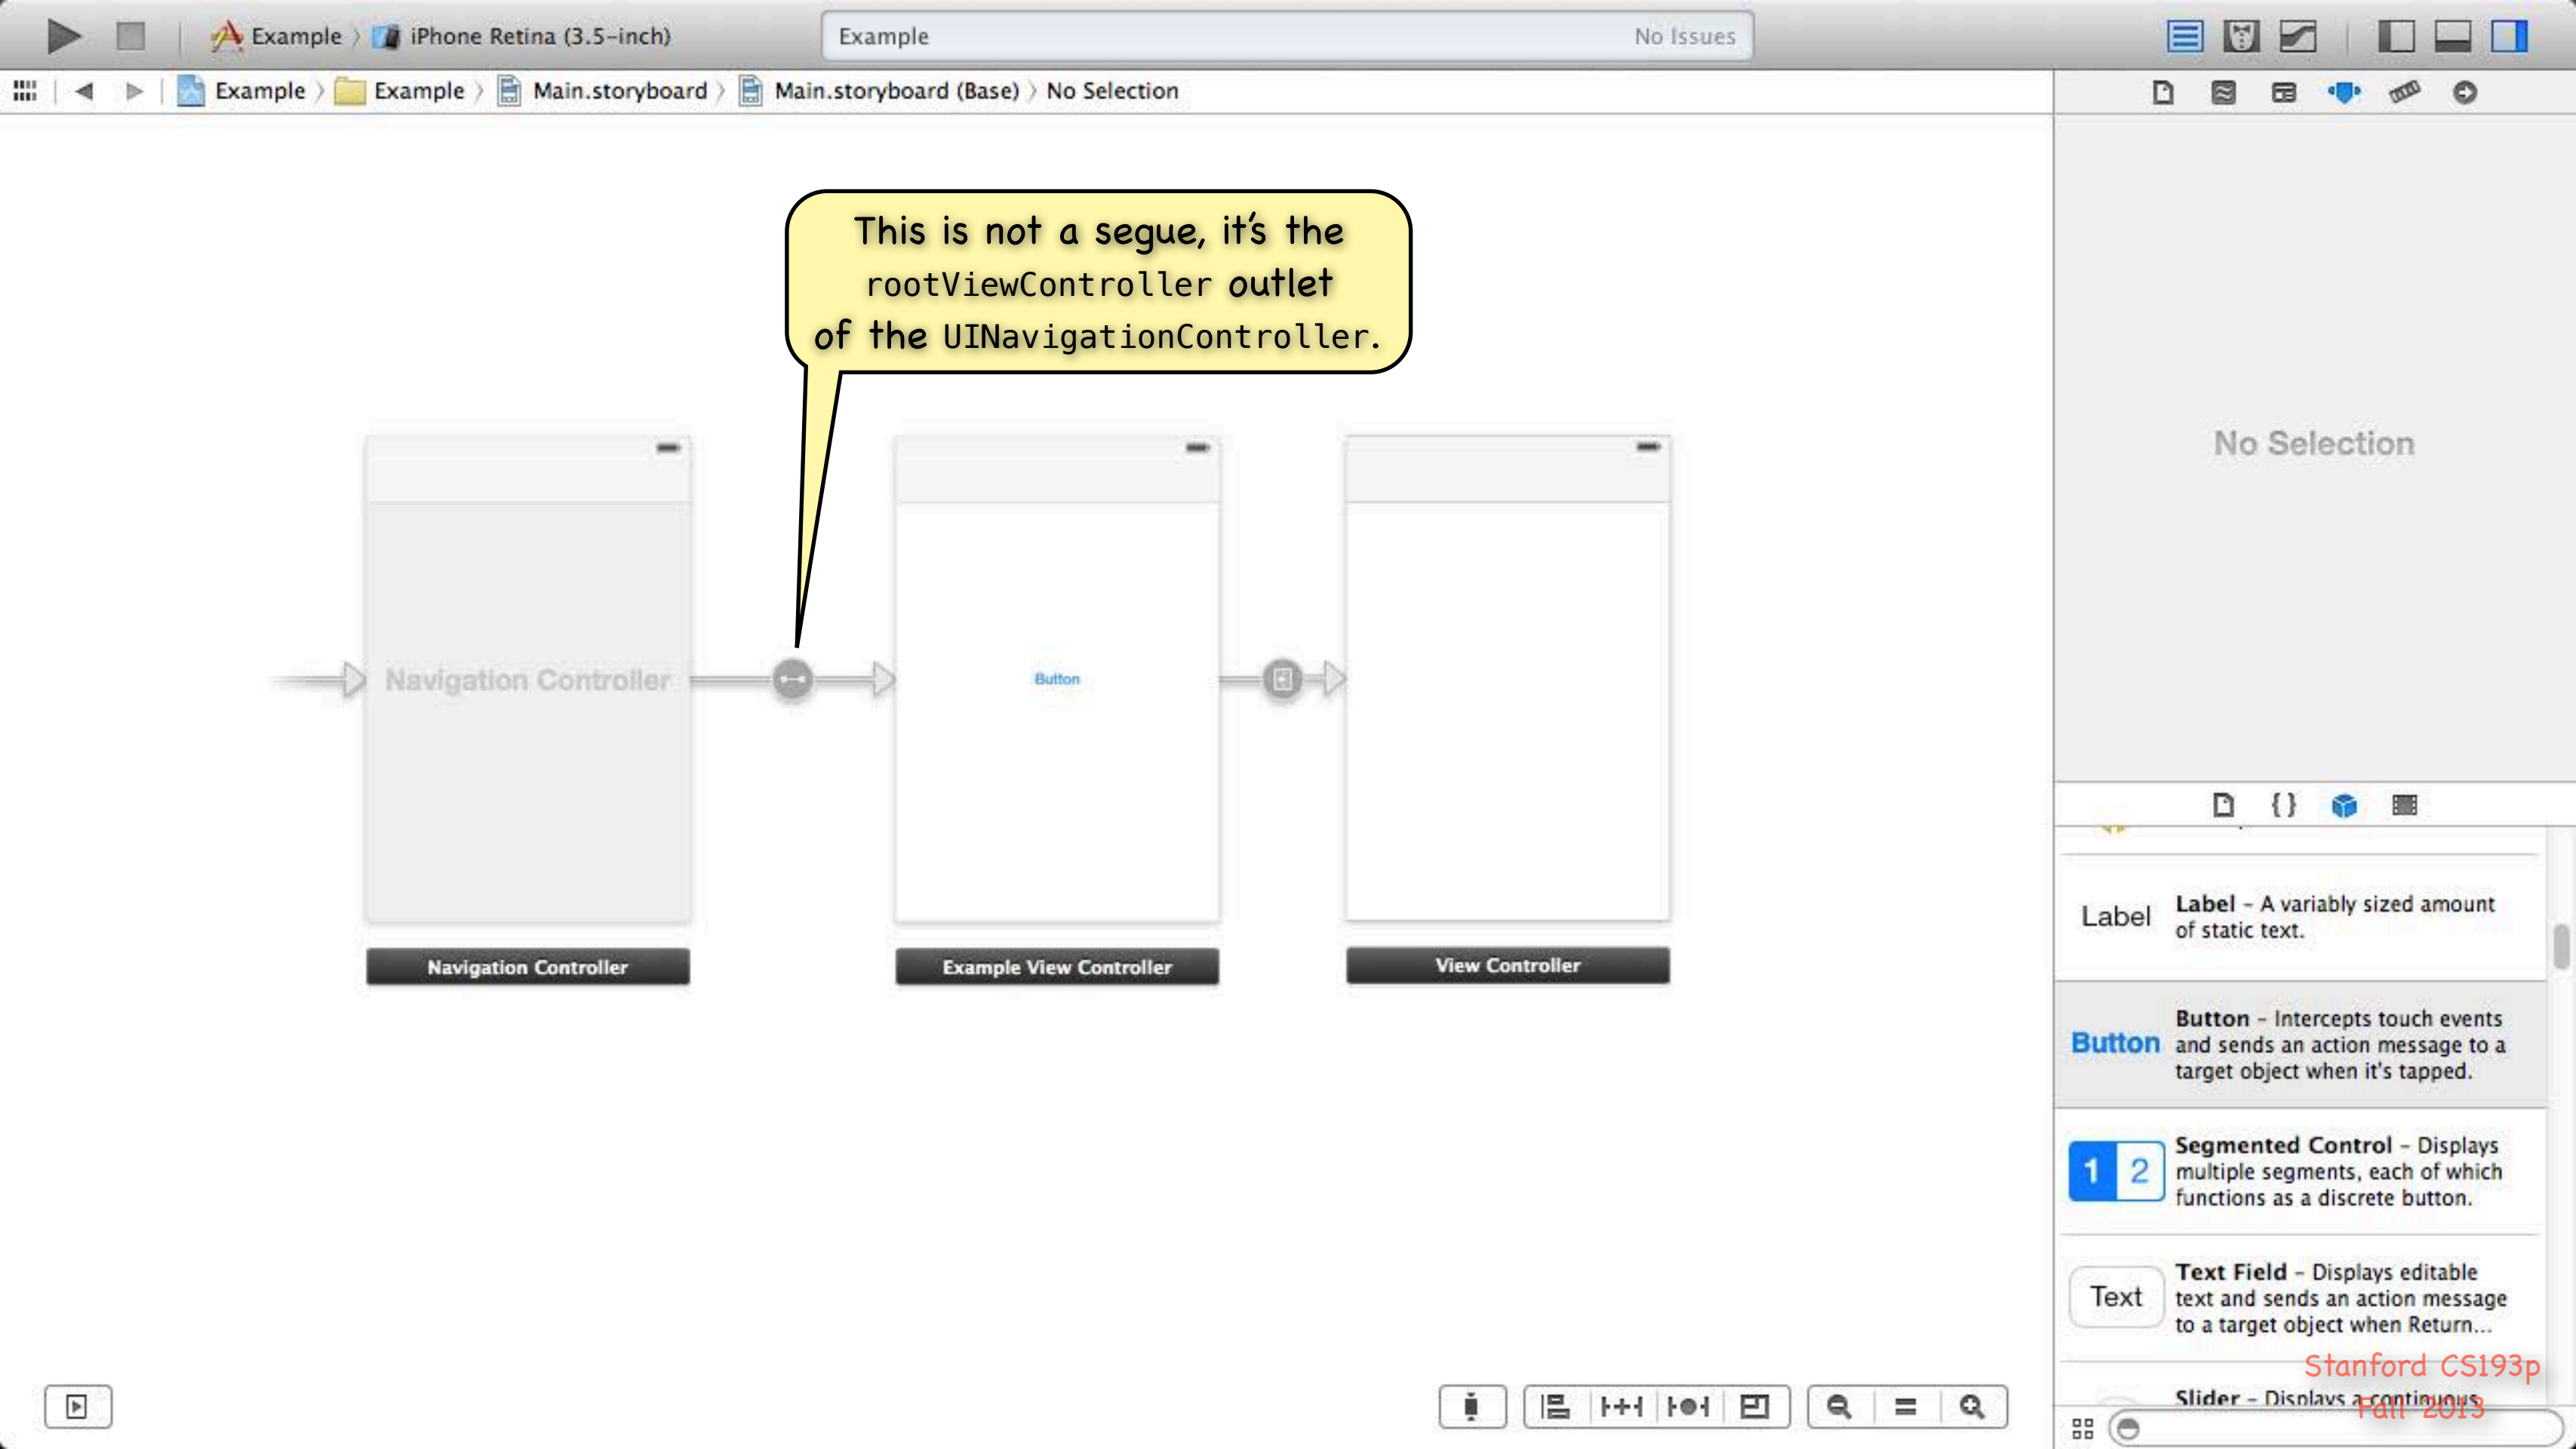 Example
iPhone Retina (3.5-inch)
Example
No Issues
Example
Example
Main.storyboard
Main.storyboard (Base)
No Selection
This is not a segue, it's the
rootViewController outlet
of the UINavigationController.
No Selection
Navigation Controller
Button
Navigation Controller
Example View Controller
View Controller
Label
Label - A variably sized amount
of static text.
Button
Button - Intercepts touch events
and sends an action message to a
target object when it's tapped.
1 2
Segmented Control - Displays
multiple segments, each of which
functions as a discrete button.
Text
Text Field - Displays editable
text and sends an action message
to a target object when Return...
Slider - Displays a continuous
Stanford CS193p
Fall 2013